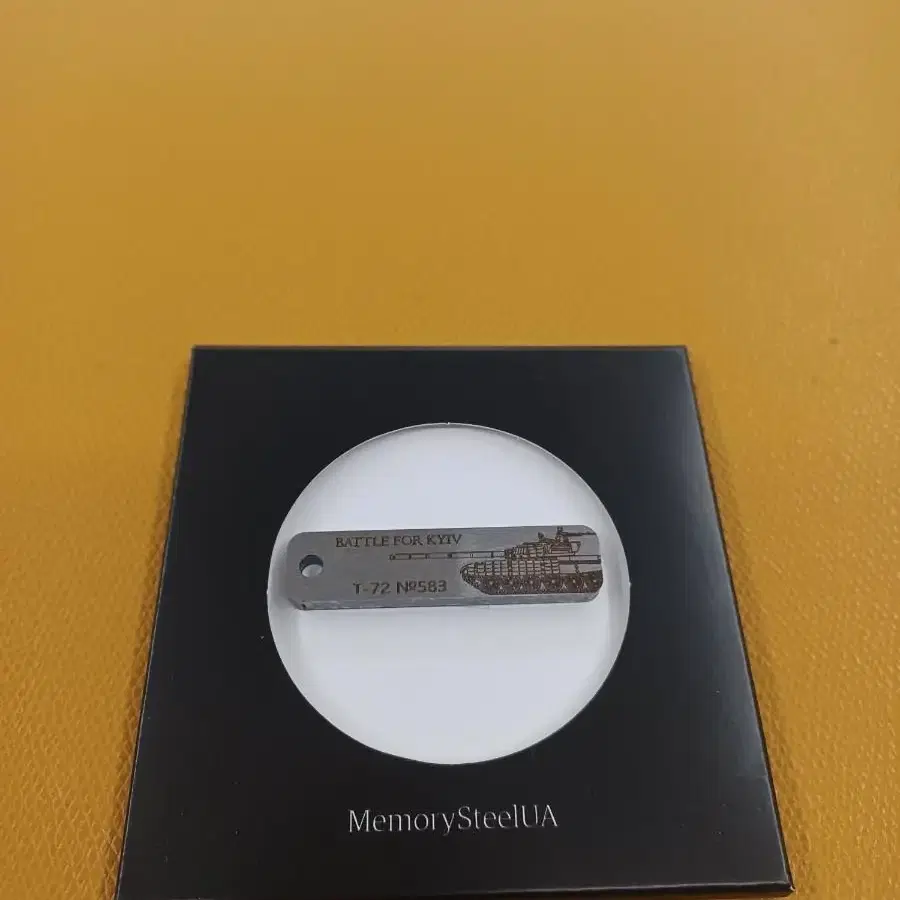 BATTLE FOR KYIV
T-72 №583
MemorySteelUA